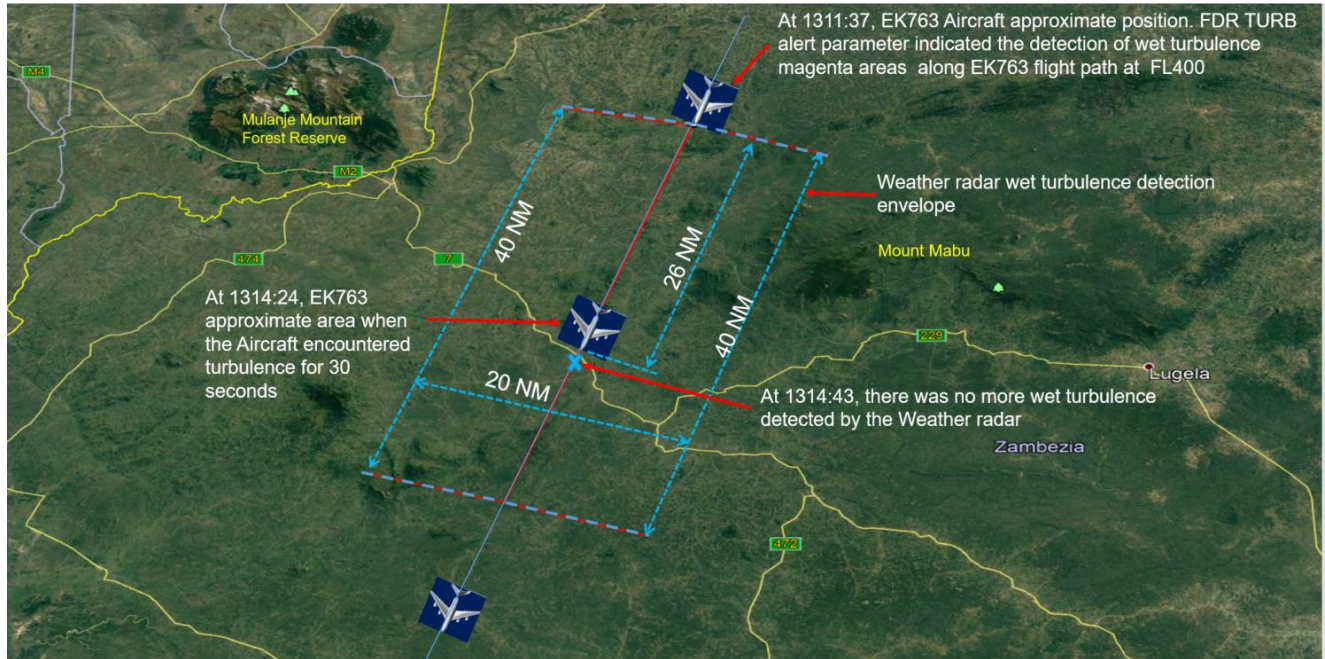 At 1311:37, EK763 Aircraft approximate position. FDR TURB
alert parameter indicated the detection of wet turbulence
magenta areas along EK763 flight path at FL400
M4
Mulanje Mountain
Forest Reserve
M2
Weather radar wet turbulence detection
envelope
40 NM
26 NM
40 NM
Mount Mabu
474
7
At 1314:24, EK763
approximate area when
the Aircraft encountered
turbulence for 30
seconds
229
Lugela
20 NM
At 1314:43, there was no more wet turbulence
detected by the Weather radar
Zambezia
472